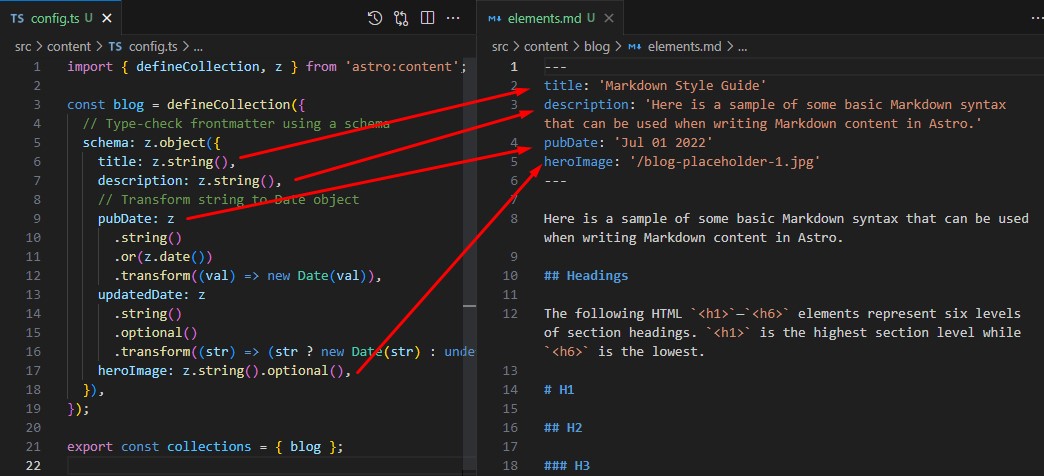 TS config.ts U
src > content > TS config.ts > ...
1 import { defineCollection, z } from 'astro:content';
2
3 const blog = defineCollection({
4 // Type-check frontmatter using a schema
5 schema: z.object({
6 title: z.string(),
7 description: z.string(),
8 // Transform string to Date object
9 pubDate: z
10 .string()
11 .or(z.date())
12 .transform((val) => new Date(val)),
13 updatedDate: z
14 .string()
15 .optional()
16 .transform((str) => (str ? new Date(str) : unde
17 heroImage: z.string().optional(),
18 }),
19 });
20
21 export const collections = { blog };
22
elements.md U
src > content > blog > elements.md > ...
1 ---
2 title: 'Markdown Style Guide'
3 description: 'Here is a sample of some basic Markdown syntax
that can be used when writing Markdown content in Astro.'
4 pubDate: 'Jul 01 2022'
5 heroImage: '/blog-placeholder-1.jpg'
6 ---
7
8 Here is a sample of some basic Markdown syntax that can be used
when writing Markdown content in Astro.
9
10 ## Headings
11
12 The following HTML `<h1>`—`<h6>` elements represent six levels
of section headings. `<h1>` is the highest section level while
`<h6>` is the lowest.
13
14 # H1
15
16 ## H2
17
18 ### H3